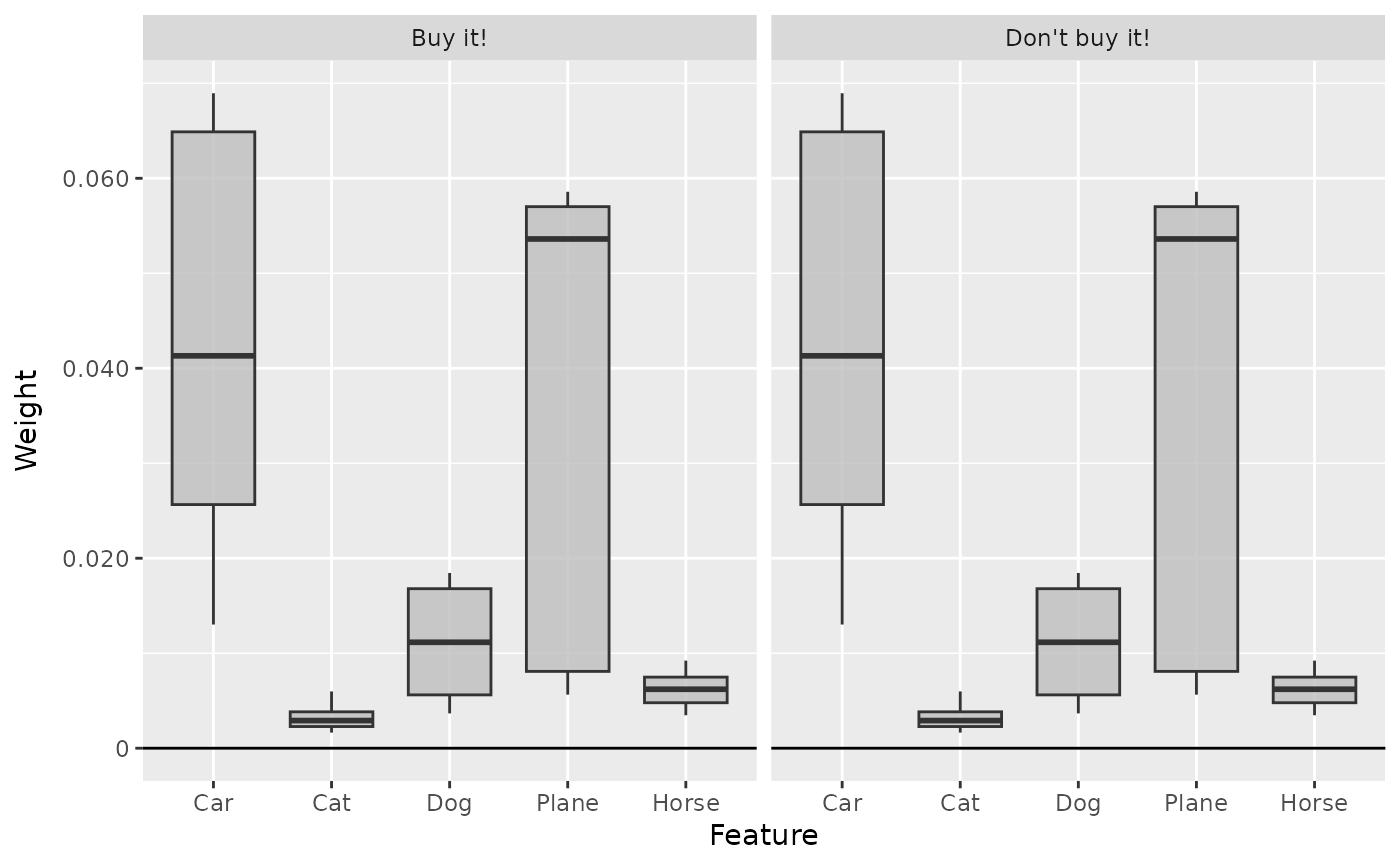 Buy it!
Don't buy it!
Weight
0.060
0.040
0.020
0
Car Cat Dog Plane Horse
Car Cat Dog Plane Horse
Feature